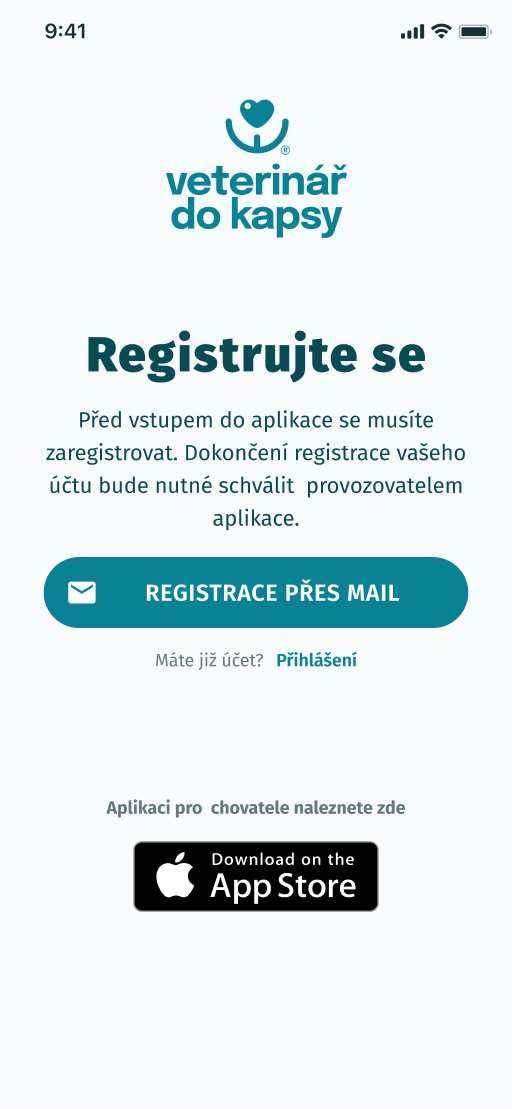 9:41
®
veterinář
do kapsy
Registrujte se
Před vstupem do aplikace se musíte
zaregistrovat. Dokončení registrace vašeho
účtu bude nutné schválit  provozovatelem
aplikace.
REGISTRACE PŘES MAIL
Máte již účet?  Přihlášení
Aplikaci pro  chovatele naleznete zde
Download on the
App Store